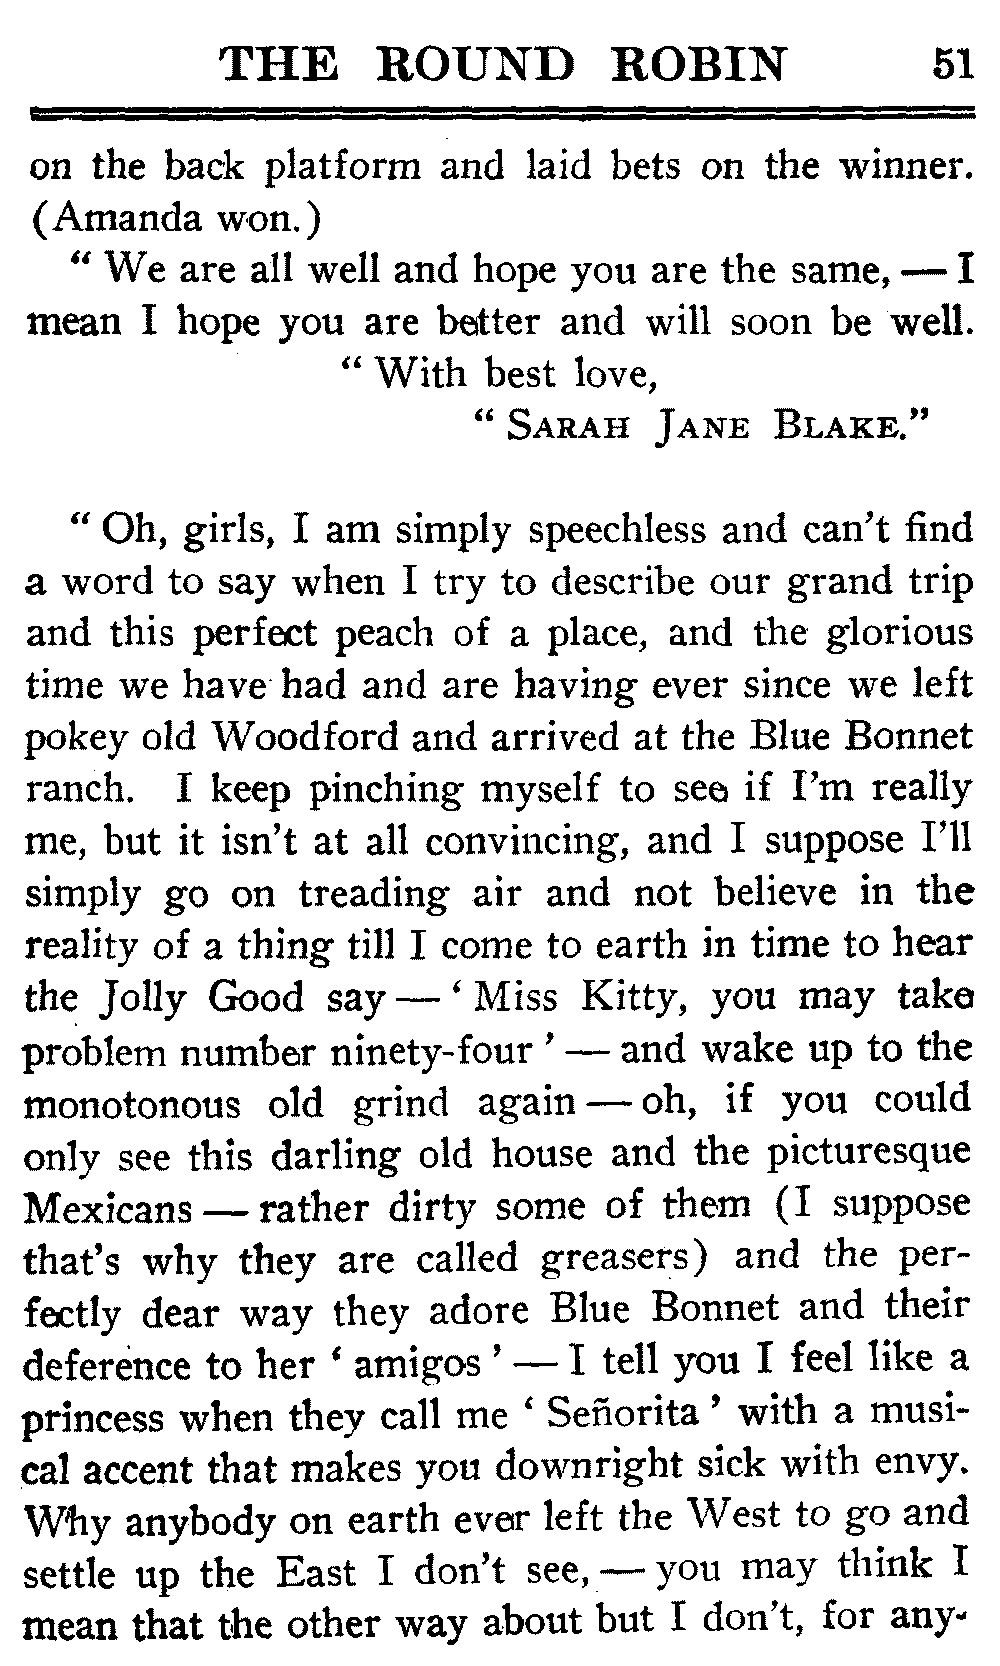 THE ROUND ROBIN 51
on the back platform and laid bets on the winner.
(Amanda won.)
“ We are all well and hope you are the same, — I
mean I hope you are better and will soon be well.
“ With best love,
“ SARAH JANE BLAKE.”
“ Oh, girls, I am simply speechless and can’t find
a word to say when I try to describe our grand trip
and this perfect peach of a place, and the glorious
time we have had and are having ever since we left
pokey old Woodford and arrived at the Blue Bonnet
ranch. I keep pinching myself to see if I’m really
me, but it isn’t at all convincing, and I suppose I’ll
simply go on treading air and not believe in the
reality of a thing till I come to earth in time to hear
the Jolly Good say — ‘ Miss Kitty, you may take
problem number ninety-four ’ — and wake up to the
monotonous old grind again — oh, if you could
only see this darling old house and the picturesque
Mexicans — rather dirty some of them (I suppose
that’s why they are called greasers) and the per-
fectly dear way they adore Blue Bonnet and their
deference to her ‘ amigos ’ — I tell you I feel like a
princess when they call me ‘ Señorita ’ with a musi-
cal accent that makes you downright sick with envy.
Why anybody on earth ever left the West to go and
settle up the East I don’t see, — you may think I
mean that the other way about but I don’t, for any-